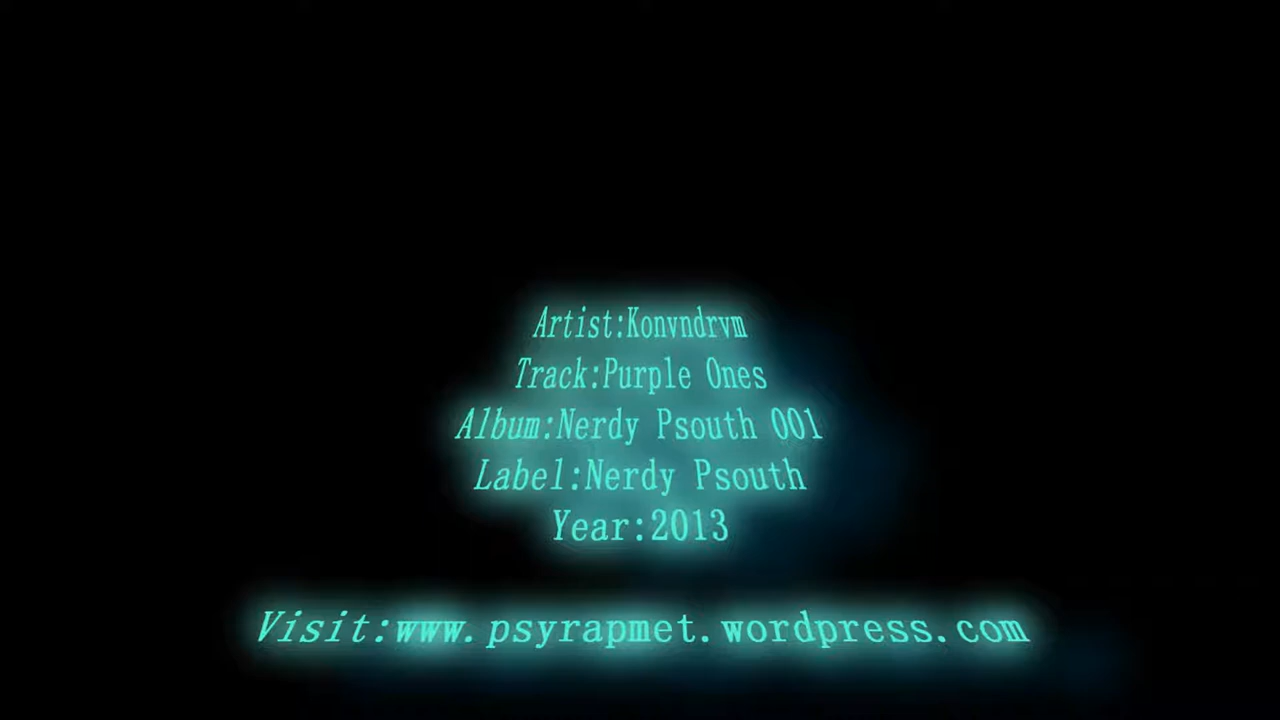 Artist:Konvndrvm
Track:Purple Ones
Album:Nerdy Psouth 001
Label:Nerdy Psouth
Year:2013
Visit:www.psyrapmet.wordpress.com